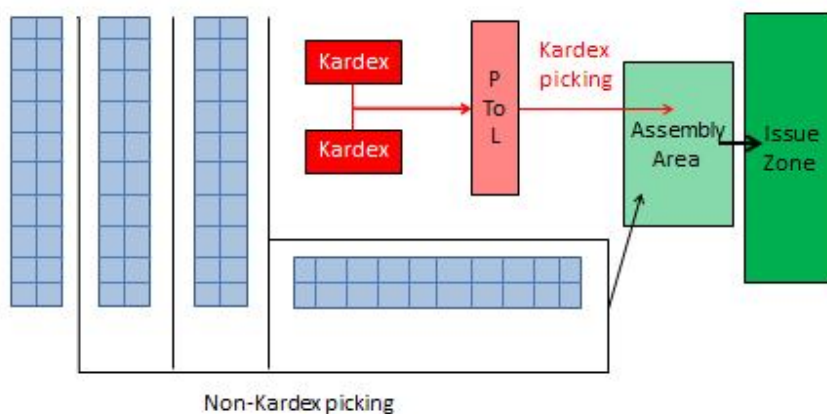 Kardex
Kardex
P
To
L
Kardex
picking
Assembly
Area
Issue
Zone
Non-Kardex picking